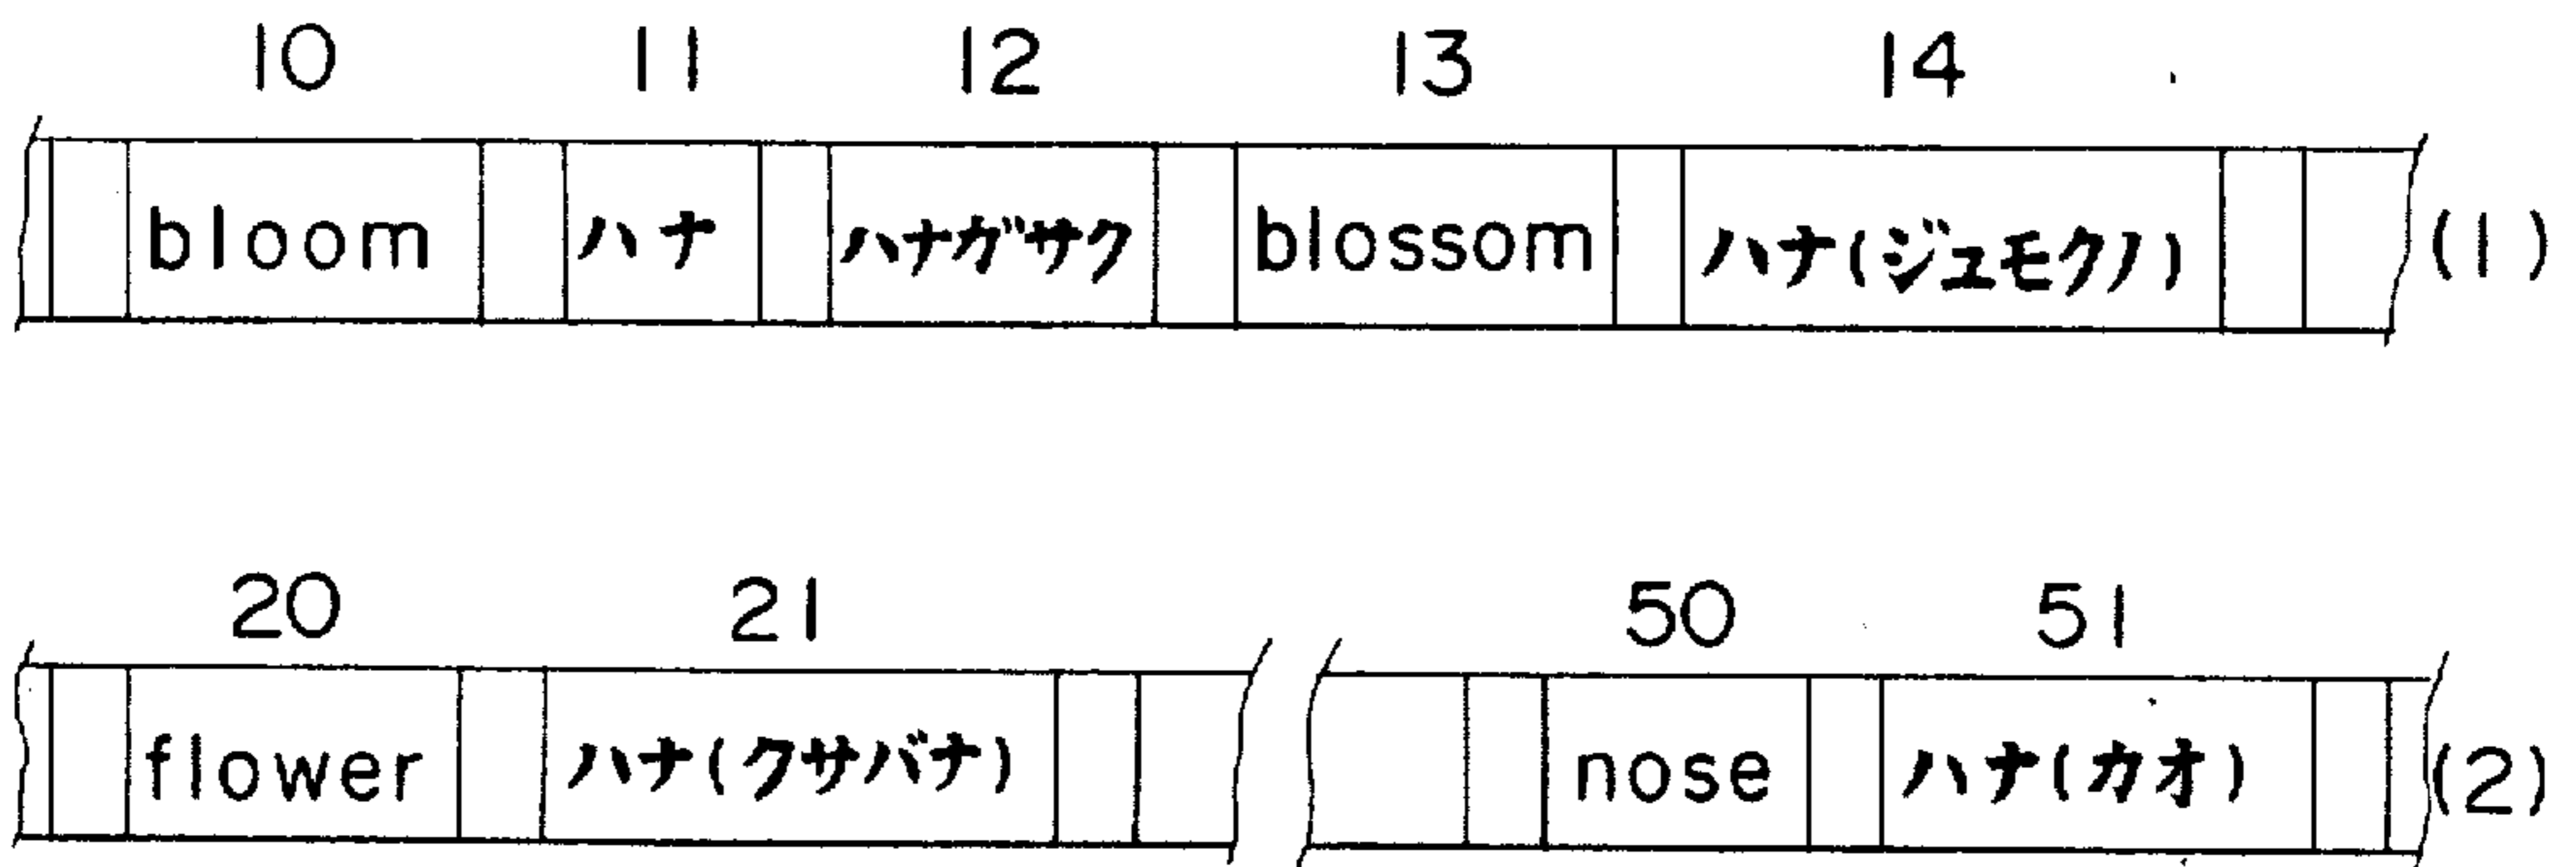 10 11 12 13 14
bloom ハナ ハナガサク blossom ハナ(ジュモクノ) (1)
20 21 50 51
flower ハナ(クサバナ) nose ハナ(カオ) (2)